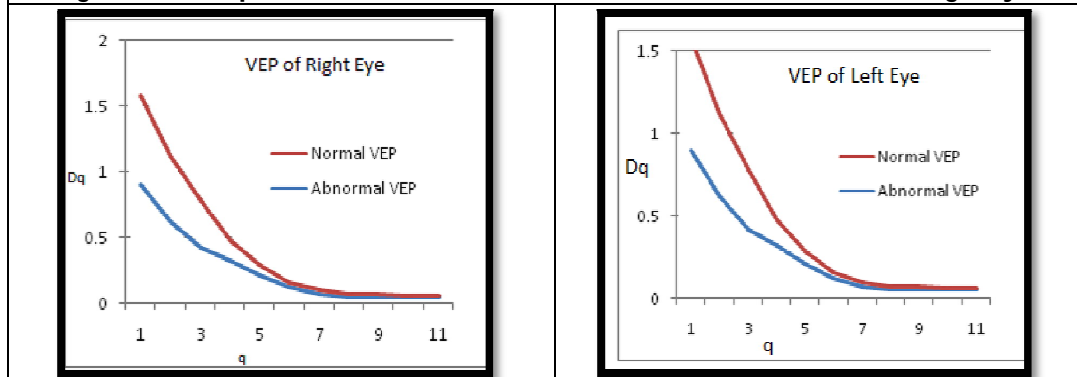 2
VEP of Right Eye
1.5
Normal VEP
Dq 1
Abnormal VEP
0.5
0
1 3 5 7 9 11
q
1.5
VEP of Left Eye
1
Normal VEP
Dq
Abnormal VEP
0.5
0
1 3 5 7 9 11
q